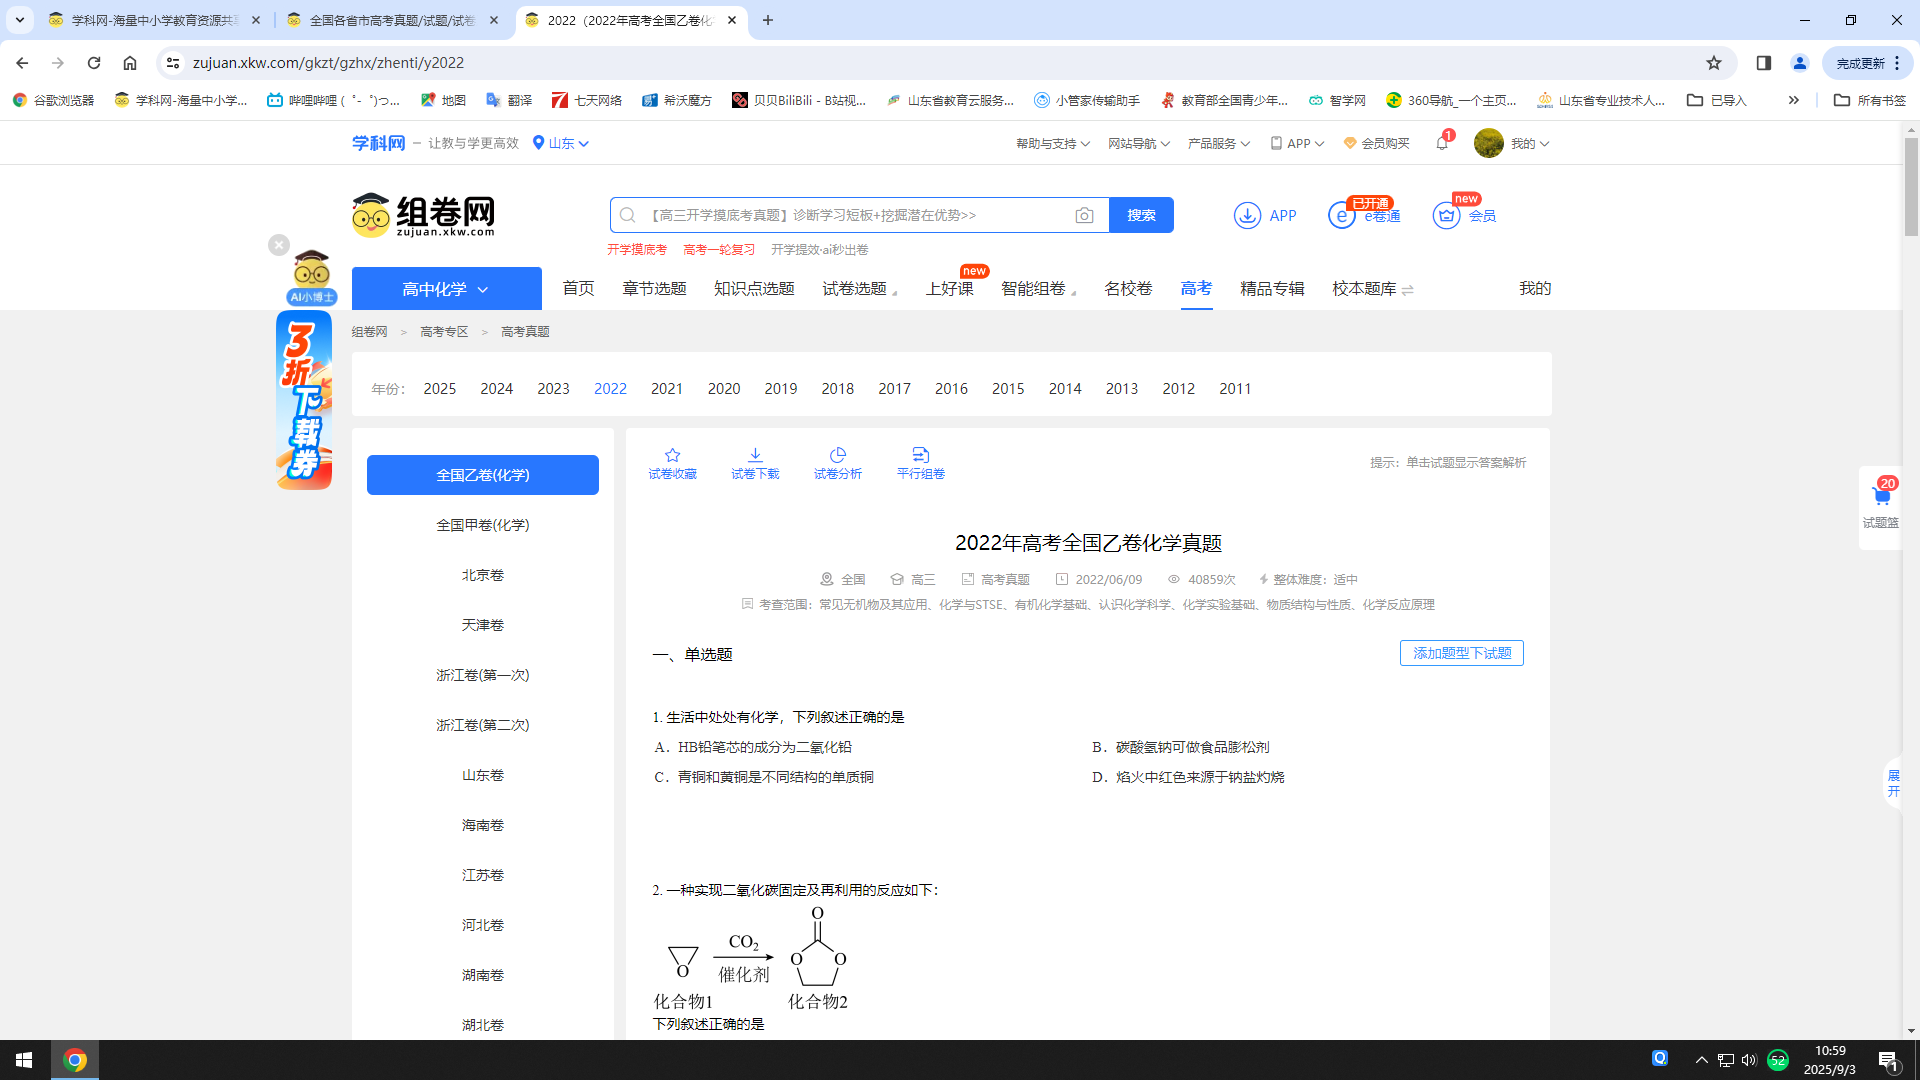 学科网-海量中小学教育资源共享
全国各省市高考真题/试题/试卷
2022（2022年高考全国乙卷化学
zujuan.xkw.com/gkzt/gzhx/zhenti/y2022
完成更新
谷歌浏览器
学科网-海量中小学...
哔哩哔哩 (゜-゜)つ...
地图
翻译
七天网络
希沃魔方
贝贝BiliBili - B站视...
山东省教育云服务...
小管家传输助手
教育部全国青少年...
智学网
360导航_一个主页...
山东省专业技术人...
已导入
所有书签
学科网 – 让教与学更高效
山东
帮助与支持
网站导航
产品服务
APP
会员购买
1
我的
组卷网
zujuan.xkw.com
【高三开学摸底考真题】诊断学习短板+挖掘潜在优势>>
搜索
APP
已开通
e卷通
new
会员
开学摸底考 高考一轮复习 开学提效·ai秒出卷
AI小博士
3折下载券
高中化学
首页
章节选题
知识点选题
试卷选题
上好课
new
智能组卷
名校卷
高考
精品专辑
校本题库
我的
组卷网 > 高考专区 > 高考真题
年份： 2025 2024 2023 2022 2021 2020 2019 2018 2017 2016 2015 2014 2013 2012 2011
全国乙卷(化学)
全国甲卷(化学)
北京卷
天津卷
浙江卷(第一次)
浙江卷(第二次)
山东卷
海南卷
江苏卷
河北卷
湖南卷
湖北卷
试卷收藏
试卷下载
试卷分析
平行组卷
提示：单击试题显示答案解析
2022年高考全国乙卷化学真题
全国 高三 高考真题 2022/06/09 40859次 整体难度：适中
考查范围：常见无机物及其应用、化学与STSE、有机化学基础、认识化学科学、化学实验基础、物质结构与性质、化学反应原理
一、单选题
添加题型下试题
1. 生活中处处有化学，下列叙述正确的是
A．HB铅笔芯的成分为二氧化铅
B．碳酸氢钠可做食品膨松剂
C．青铜和黄铜是不同结构的单质铜
D．焰火中红色来源于钠盐灼烧
2. 一种实现二氧化碳固定及再利用的反应如下：
O
CO₂
O
催化剂
O
O
化合物1
化合物2
下列叙述正确的是
20
试题篮
展开
52
10:59
2025/9/3
1